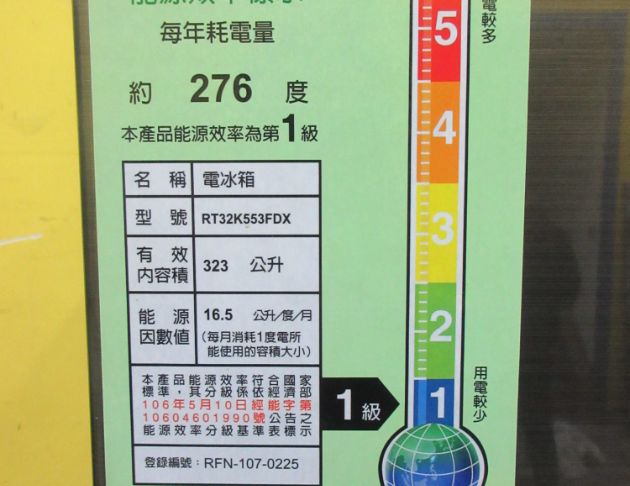 能源效率標示
每年耗電量
約 276 度
本產品能源效率為第1級
名 稱 電冰箱
型 號 RT32K553FDX
有 效 內容積 323 公升
能 源 因數值 16.5 公升/度/月
(每月消耗1度電所
能使用的容積大小)
本產品能源效率符合國家
標準，其分級係依經濟部
106年5月10日經能字第
10604601990號公告之
能源效率分級基準表標示
登錄編號：RFN-107-0225
電較多
5
4
3
2
1
用電較少
1級